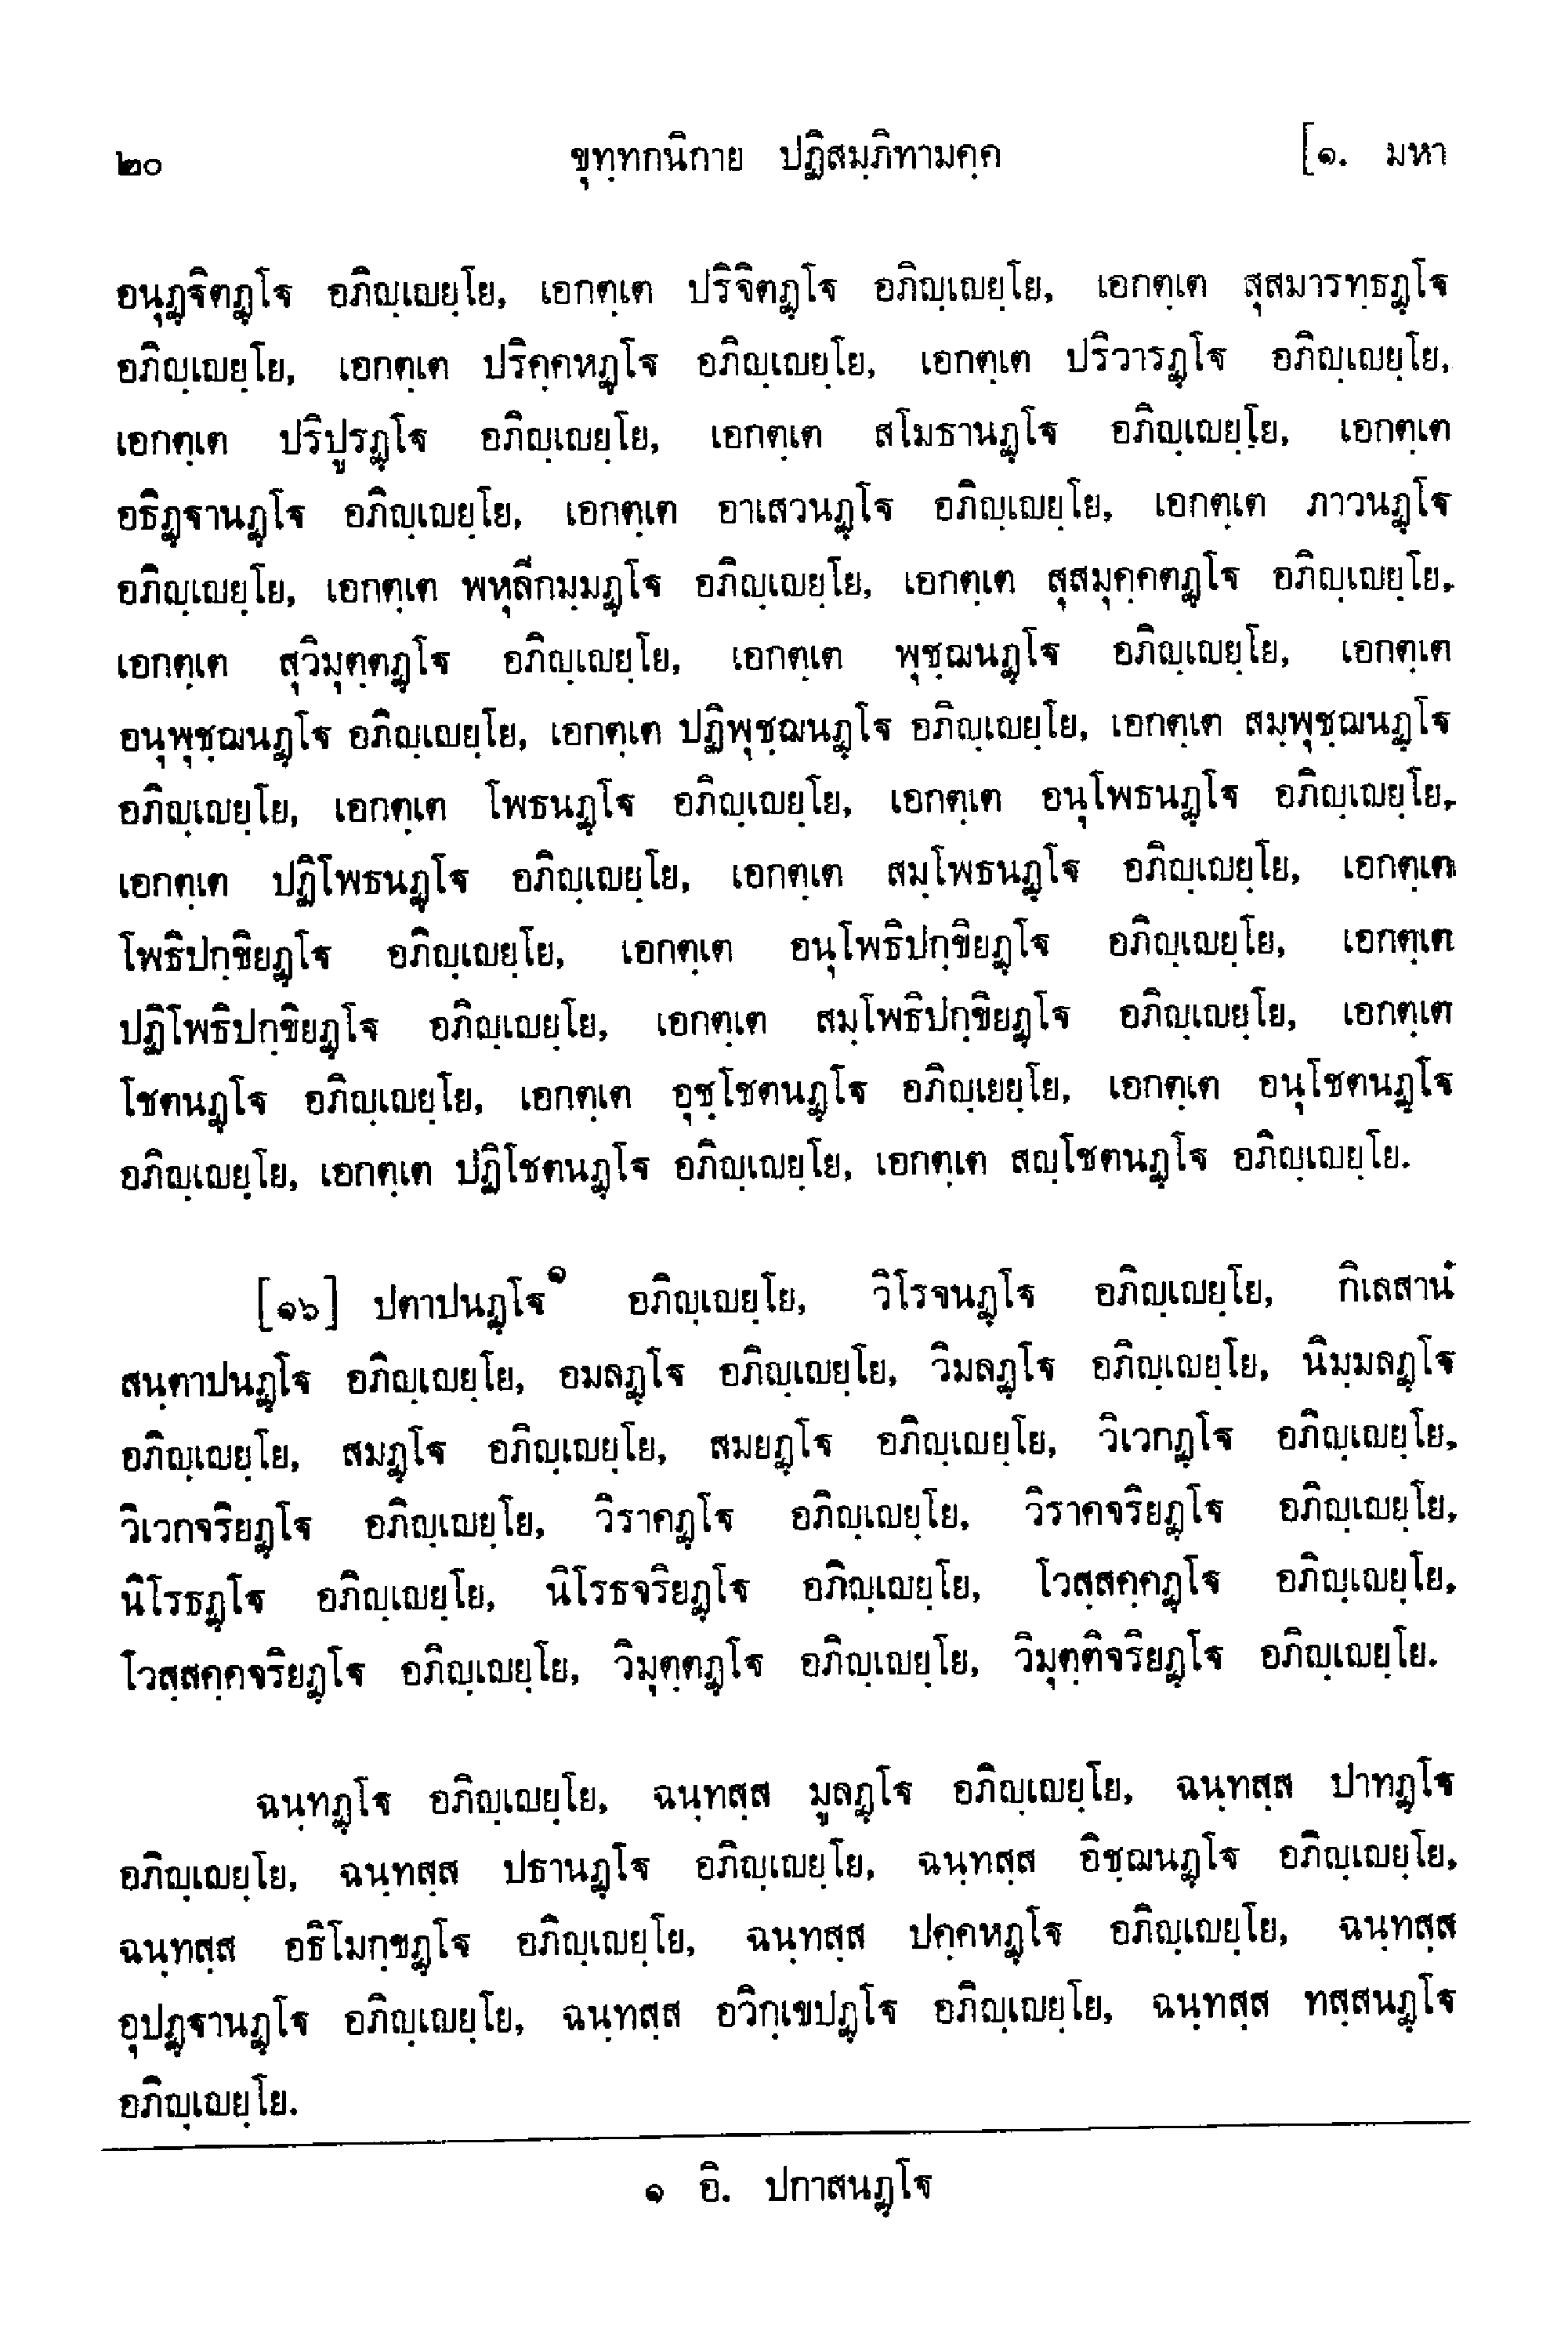 ๒๐ ขุทฺทกนิกาย ปฏิสมฺภิทามคฺค [๑. มหา
อนุฏฺฐิตฏฺโฐ อภิญฺเญยฺโย, เอกตฺเต ปริจิตฏฺโฐ อภิญฺเญยฺโย, เอกตฺเต สุสมารทฺธฏฺโฐ
อภิญฺเญยฺโย, เอกตฺเต ปริคฺคหฏฺโฐ อภิญฺเญยฺโย, เอกตฺเต ปริวารฏฺโฐ อภิญฺเญยฺโย,
เอกตฺเต ปริปูรฏฺโฐ อภิญฺเญยฺโย, เอกตฺเต สโมธานฏฺโฐ อภิญฺเญยฺโย, เอกตฺเต
อธิฏฺฐานฏฺโฐ อภิญฺเญยฺโย, เอกตฺเต อาเสวนฏฺโฐ อภิญฺเญยฺโย, เอกตฺเต ภาวนฏฺโฐ
อภิญฺเญยฺโย, เอกตฺเต พหุลีกมฺมฏฺโฐ อภิญฺเญยฺโย, เอกตฺเต สุสมุคฺคตฏฺโฐ อภิญฺเญยฺโย,
เอกตฺเต สุวิมุตฺตฏฺโฐ อภิญฺเญยฺโย, เอกตฺเต พุชฺฌนฏฺโฐ อภิญฺเญยฺโย, เอกตฺเต
อนุพุชฺฌนฏฺโฐ อภิญฺเญยฺโย, เอกตฺเต ปฏิพุชฺฌนฏฺโฐ อภิญฺเญยฺโย, เอกตฺเต สมฺพุชฺฌนฏฺโฐ
อภิญฺเญยฺโย, เอกตฺเต โพธนฏฺโฐ อภิญฺเญยฺโย, เอกตฺเต อนุโพธนฏฺโฐ อภิญฺเญยฺโย,
เอกตฺเต ปฏิโพธนฏฺโฐ อภิญฺเญยฺโย, เอกตฺเต สมฺโพธนฏฺโฐ อภิญฺเญยฺโย, เอกตฺเต
โพธิปกฺขิยฏฺโฐ อภิญฺเญยฺโย, เอกตฺเต อนุโพธิปกฺขิยฏฺโฐ อภิญฺเญยฺโย, เอกตฺเต
ปฏิโพธิปกฺขิยฏฺโฐ อภิญฺเญยฺโย, เอกตฺเต สมฺโพธิปกฺขิยฏฺโฐ อภิญฺเญยฺโย, เอกตฺเต
โชตนฏฺโฐ อภิญฺเญยฺโย, เอกตฺเต อุชฺโชตนฏฺโฐ อภิญฺเยยฺโย, เอกตฺเต อนุโชตนฏฺโฐ
อภิญฺเญยฺโย, เอกตฺเต ปฏิโชตนฏฺโฐ อภิญฺเญยฺโย, เอกตฺเต สญฺโชตนฏฺโฐ อภิญฺเญยฺโย.
[๑๖] ปตาปนฏฺโฐ๑ อภิญฺเญยฺโย, วิโรจนฏฺโฐ อภิญฺเญยฺโย, กิเลสานํ
สนฺตาปนฏฺโฐ อภิญฺเญยฺโย, อมลฏฺโฐ อภิญฺเญยฺโย, วิมลฏฺโฐ อภิญฺเญยฺโย, นิมฺมลฏฺโฐ
อภิญฺเญยฺโย, สมฏฺโฐ อภิญฺเญยฺโย, สมยฏฺโฐ อภิญฺเญยฺโย, วิเวกฏฺโฐ อภิญฺเญยฺโย,
วิเวกจริยฏฺโฐ อภิญฺเญยฺโย, วิราคฏฺโฐ อภิญฺเญยฺโย, วิราคจริยฏฺโฐ อภิญฺเญยฺโย,
นิโรธฏฺโฐ อภิญฺเญยฺโย, นิโรธจริยฏฺโฐ อภิญฺเญยฺโย, โวสฺสคฺคฏฺโฐ อภิญฺเญยฺโย,
โวสฺสคฺคจริยฏฺโฐ อภิญฺเญยฺโย, วิมุตฺตฏฺโฐ อภิญฺเญยฺโย, วิมุตฺติจริยฏฺโฐ อภิญฺเญยฺโย.
ฉนฺทฏฺโฐ อภิญฺเญยฺโย, ฉนฺทสฺส มูลฏฺโฐ อภิญฺเญยฺโย, ฉนฺทสฺส ปาทฏฺโฐ
อภิญฺเญยฺโย, ฉนฺทสฺส ปธานฏฺโฐ อภิญฺเญยฺโย, ฉนฺทสฺส อิชฺฌนฏฺโฐ อภิญฺเญยฺโย,
ฉนฺทสฺส อธิโมกฺขฏฺโฐ อภิญฺเญยฺโย, ฉนฺทสฺส ปคฺคหฏฺโฐ อภิญฺเญยฺโย, ฉนฺทสฺส
อุปฏฺฐานฏฺโฐ อภิญฺเญยฺโย, ฉนฺทสฺส อวิกฺเขปฏฺโฐ อภิญฺเญยฺโย, ฉนฺทสฺส ทสฺสนฏฺโฐ
อภิญฺเญยฺโย.
๑ อิ. ปกาสนฏฺโฐ